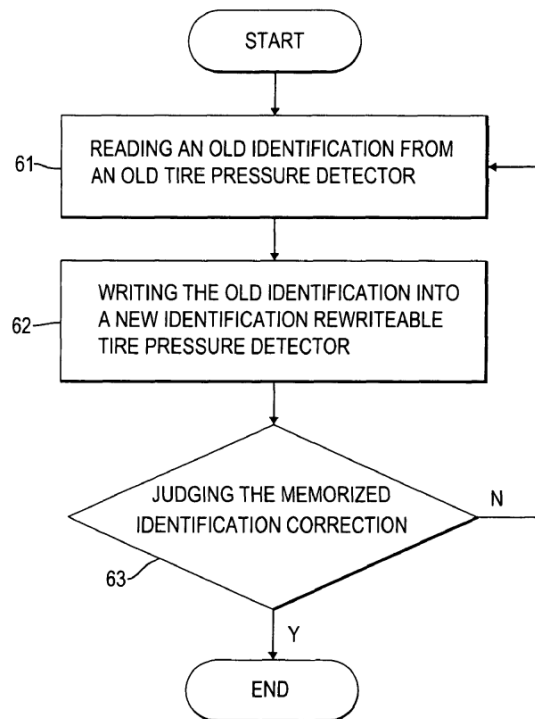 START
61
READING AN OLD IDENTIFICATION FROM
AN OLD TIRE PRESSURE DETECTOR
62
WRITING THE OLD IDENTIFICATION INTO
A NEW IDENTIFICATION REWRITEABLE
TIRE PRESSURE DETECTOR
JUDGING THE MEMORIZED
IDENTIFICATION CORRECTION
N
63
Y
END